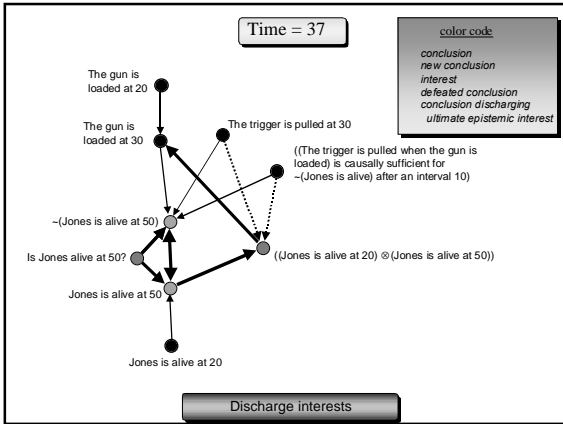 Time = 37
color code
conclusion
new conclusion
interest
defeated conclusion
conclusion discharging
ultimate epistemic interest
The gun is
loaded at 20
The gun is
loaded at 30
The trigger is pulled at 30
((The trigger is pulled when the gun is
loaded) is causally sufficient for
~(Jones is alive) after an interval 10)
~(Jones is alive at 50)
Is Jones alive at 50?
((Jones is alive at 20) ⊗(Jones is alive at 50))
Jones is alive at 50
Jones is alive at 20
Discharge interests